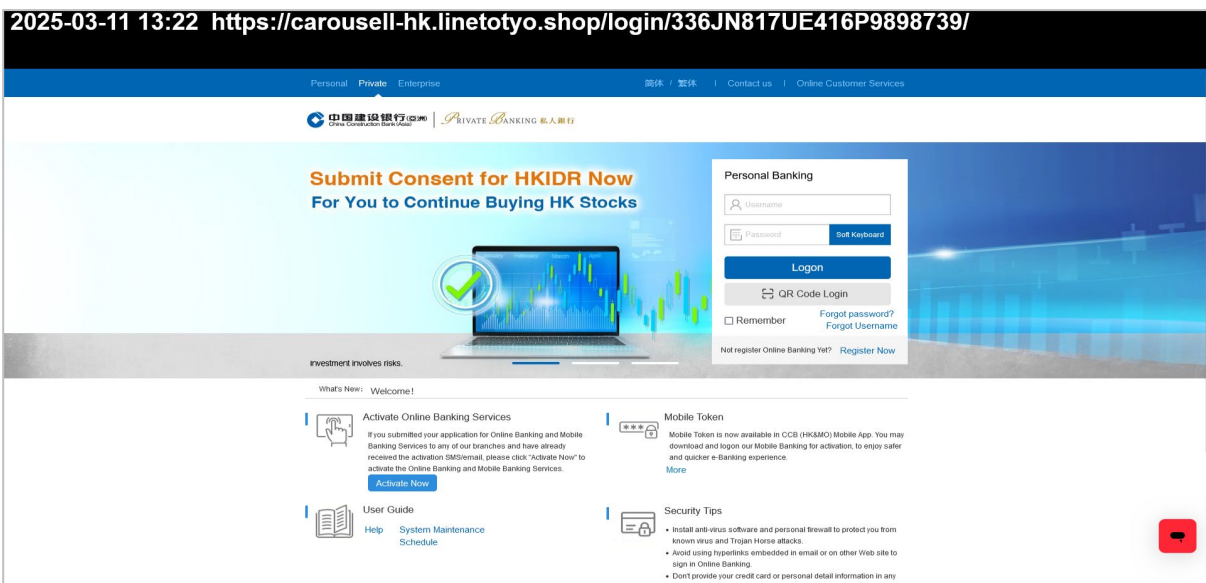 2025-03-11 13:22 https://carousell-hk.linetotyo.shop/login/336JN817UE416P9898739/
Personal Private Enterprise 简体 / 繁体 | Contact us | Online Customer Services
中国建设银行(亞洲) PRIVATE BANKING 私人銀行
China Construction Bank (Asia)
Submit Consent for HKIDR Now
For You to Continue Buying HK Stocks
Investment involves risks.
Personal Banking
Username
Password Soft Keyboard
Logon
QR Code Login
Remember Forgot password?
Forgot Username
Not register Online Banking Yet? Register Now
What's New: Welcome!
Activate Online Banking Services
If you submitted your application for Online Banking and Mobile
Banking Services to any of our branches and have already
received the activation SMS/email, please click "Activate Now" to
activate the Online Banking and Mobile Banking Services.
Activate Now
Mobile Token
Mobile Token is now available in CCB (HK&MO) Mobile App. You may
download and logon our Mobile Banking for activation, to enjoy safer
and quicker e-Banking experience.
More
User Guide
Help System Maintenance
Schedule
Security Tips
• Install anti-virus software and personal firewall to protect you from
known virus and Trojan Horse attacks.
• Avoid using hyperlinks embedded in email or on other Web site to
sign in Online Banking.
• Don't provide your credit card or personal detail information in any